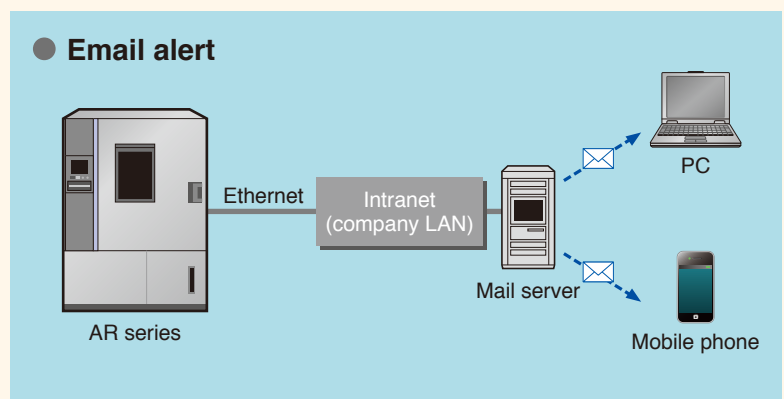 Email alert
Ethernet
Intranet
(company LAN)
PC
Mail server
AR series
Mobile phone